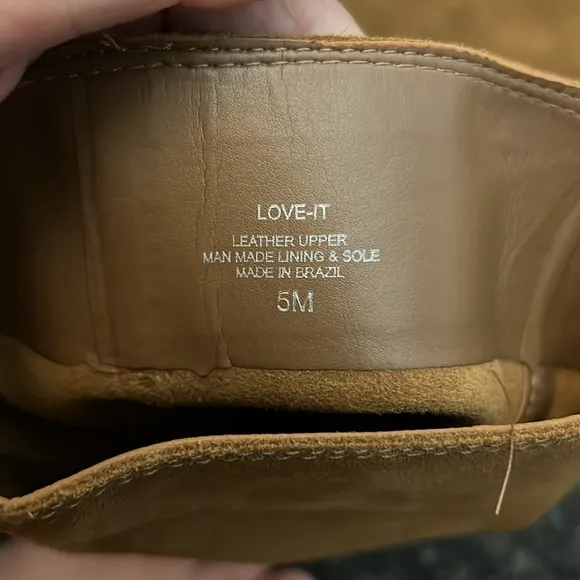 LOVE-IT
LEATHER UPPER
MAN MADE LINING & SOLE
MADE IN BRAZIL
5M